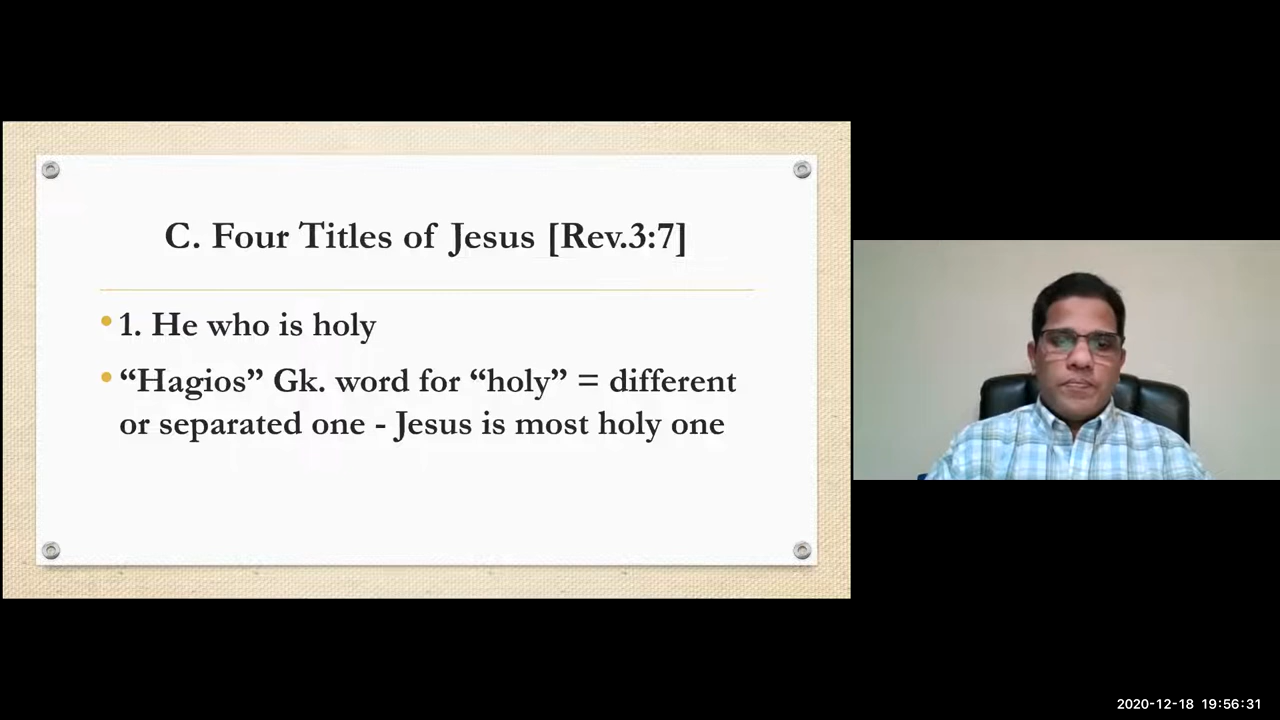 C. Four Titles of Jesus [Rev.3:7]
• 1. He who is holy
• “Hagios” Gk. word for “holy” = different
or separated one - Jesus is most holy one
2020-12-18 19:56:31